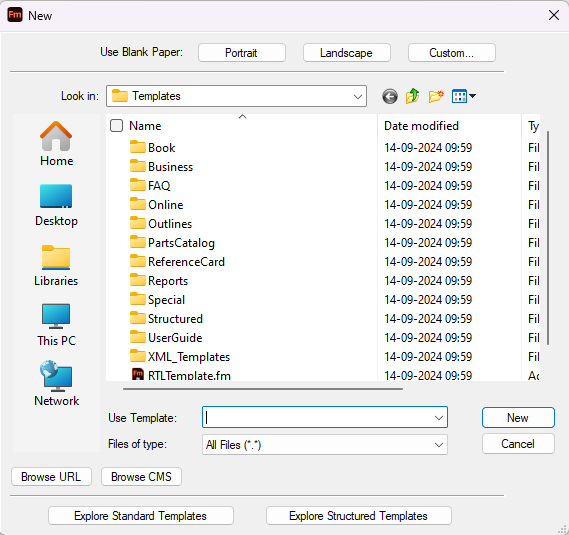 Fm New
Use Blank Paper: Portrait Landscape Custom...
Look in: Templates
Name Date modified Ty
Home
Desktop
Libraries
This PC
Network
Book 14-09-2024 09:59 Fil
Business 14-09-2024 09:59 Fil
FAQ 14-09-2024 09:59 Fil
Online 14-09-2024 09:59 Fil
Outlines 14-09-2024 09:59 Fil
PartsCatalog 14-09-2024 09:59 Fil
ReferenceCard 14-09-2024 09:59 Fil
Reports 14-09-2024 09:59 Fil
Special 14-09-2024 09:59 Fil
Structured 14-09-2024 09:59 Fil
UserGuide 14-09-2024 09:59 Fil
XML_Templates 14-09-2024 09:59 Fil
Fm RTLTemplate.fm 14-09-2024 09:59 Ad
Use Template: New
Files of type: All Files (*.*) Cancel
Browse URL Browse CMS
Explore Standard Templates Explore Structured Templates